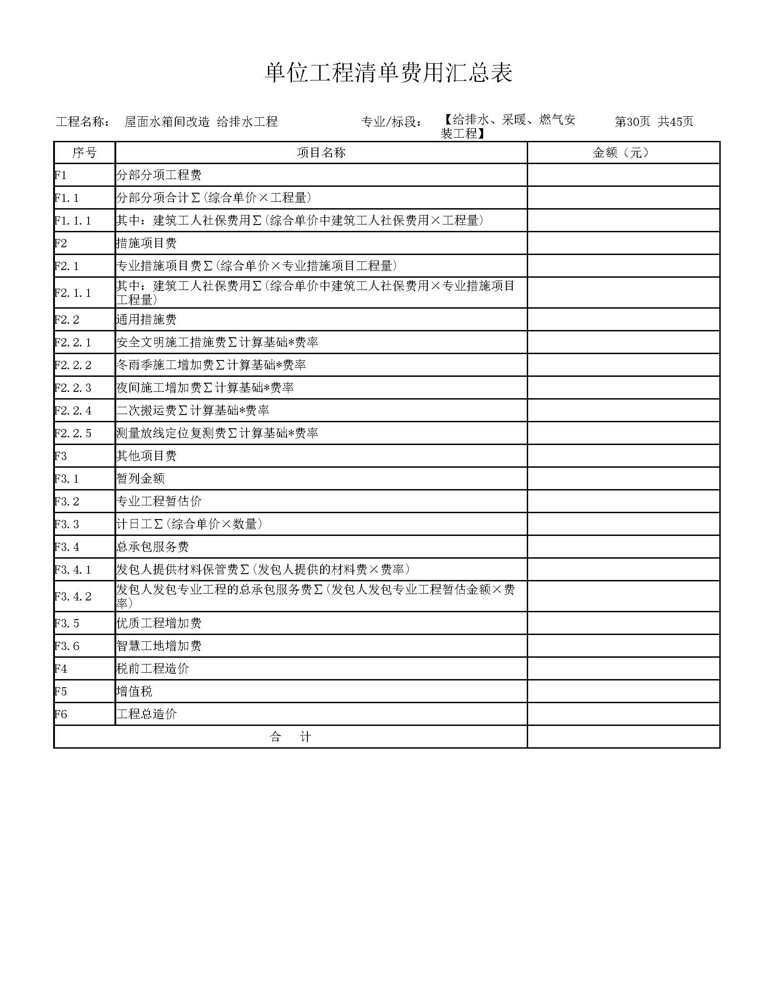 单位工程清单费用汇总表
工程名称： 屋面水箱间改造 给排水工程 专业/标段： 【给排水、采暖、燃气安装工程】 第30页 共45页
序号 项目名称 金额（元）
F1 分部分项工程费
F1.1 分部分项合计∑(综合单价×工程量)
F1.1.1 其中：建筑工人社保费用∑(综合单价中建筑工人社保费用×工程量)
F2 措施项目费
F2.1 专业措施项目费∑(综合单价×专业措施项目工程量)
F2.1.1 其中：建筑工人社保费用∑(综合单价中建筑工人社保费用×专业措施项目
工程量)
F2.2 通用措施费
F2.2.1 安全文明施工措施费∑计算基础*费率
F2.2.2 冬雨季施工增加费∑计算基础*费率
F2.2.3 夜间施工增加费∑计算基础*费率
F2.2.4 二次搬运费∑计算基础*费率
F2.2.5 测量放线定位复测费∑计算基础*费率
F3 其他项目费
F3.1 暂列金额
F3.2 专业工程暂估价
F3.3 计日工∑(综合单价×数量)
F3.4 总承包服务费
F3.4.1 发包人提供材料保管费∑(发包人提供的材料费×费率)
F3.4.2 发包人发包专业工程的总承包服务费∑(发包人发包专业工程暂估金额×费
率)
F3.5 优质工程增加费
F3.6 智慧工地增加费
F4 税前工程造价
F5 增值税
F6 工程总造价
合 计